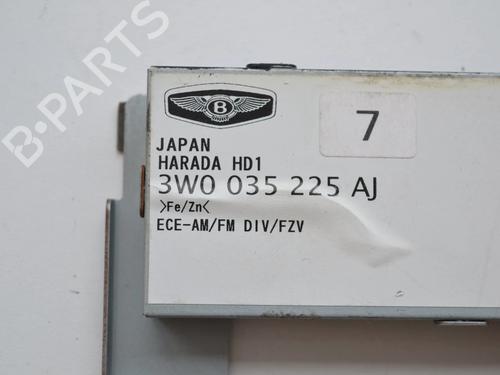 B-PARTS
B
7
JAPAN
HARADA HD1
3W0 035 225 AJ
>Fe/Zn<
ECE-AM/FM DIV/FZV